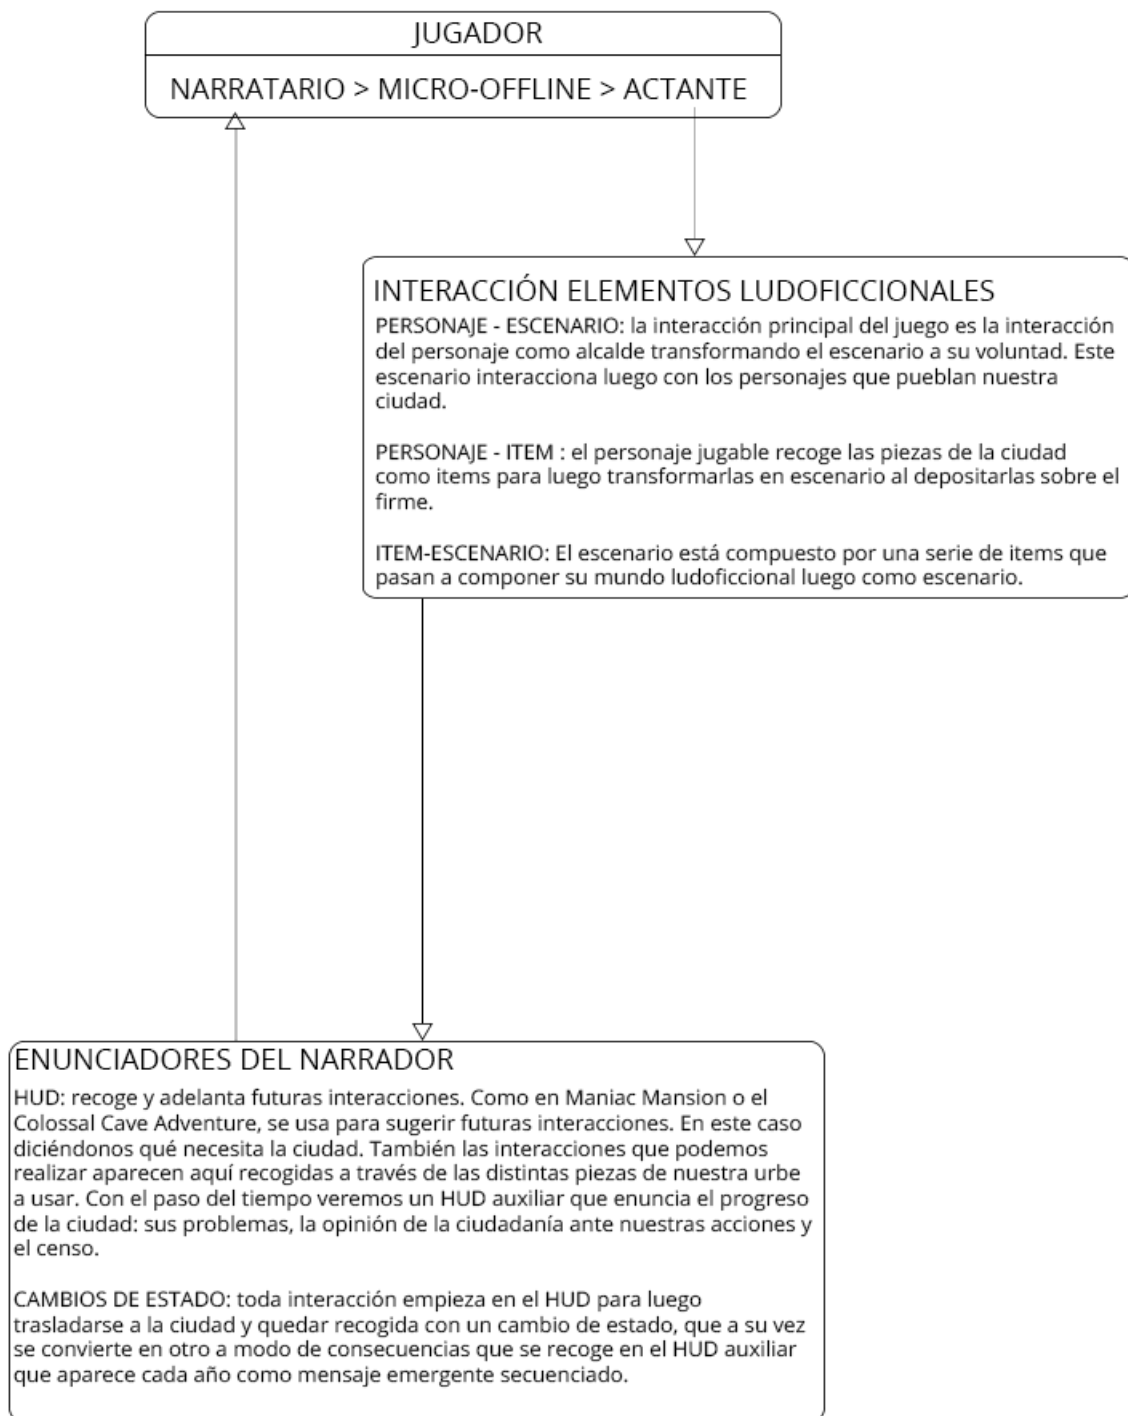 JUGADOR
NARRATARIO > MICRO-OFFLINE > ACTANTE
INTERACCIÓN ELEMENTOS LUDOFICCIONALES
PERSONAJE - ESCENARIO: la interacción principal del juego es la interacción
del personaje como alcalde transformando el escenario a su voluntad. Este
escenario interacciona luego con los personajes que pueblan nuestra
ciudad.
PERSONAJE - ITEM : el personaje jugable recoge las piezas de la ciudad
como items para luego transformarlas en escenario al depositarlas sobre el
firme.
ITEM-ESCENARIO: El escenario está compuesto por una serie de items que
pasan a componer su mundo ludoficcional luego como escenario.
ENUNCIADORES DEL NARRADOR
HUD: recoge y adelanta futuras interacciones. Como en Maniac Mansion o el
Colossal Cave Adventure, se usa para sugerir futuras interacciones. En este caso
diciéndonos qué necesita la ciudad. También las interacciones que podemos
realizar aparecen aquí recogidas a través de las distintas piezas de nuestra urbe
a usar. Con el paso del tiempo veremos un HUD auxiliar que enuncia el progreso
de la ciudad: sus problemas, la opinión de la ciudadanía ante nuestras acciones y
el censo.
CAMBIOS DE ESTADO: toda interacción empieza en el HUD para luego
trasladarse a la ciudad y quedar recogida con un cambio de estado, que a su vez
se convierte en otro a modo de consecuencias que se recoge en el HUD auxiliar
que aparece cada año como mensaje emergente secuenciado.